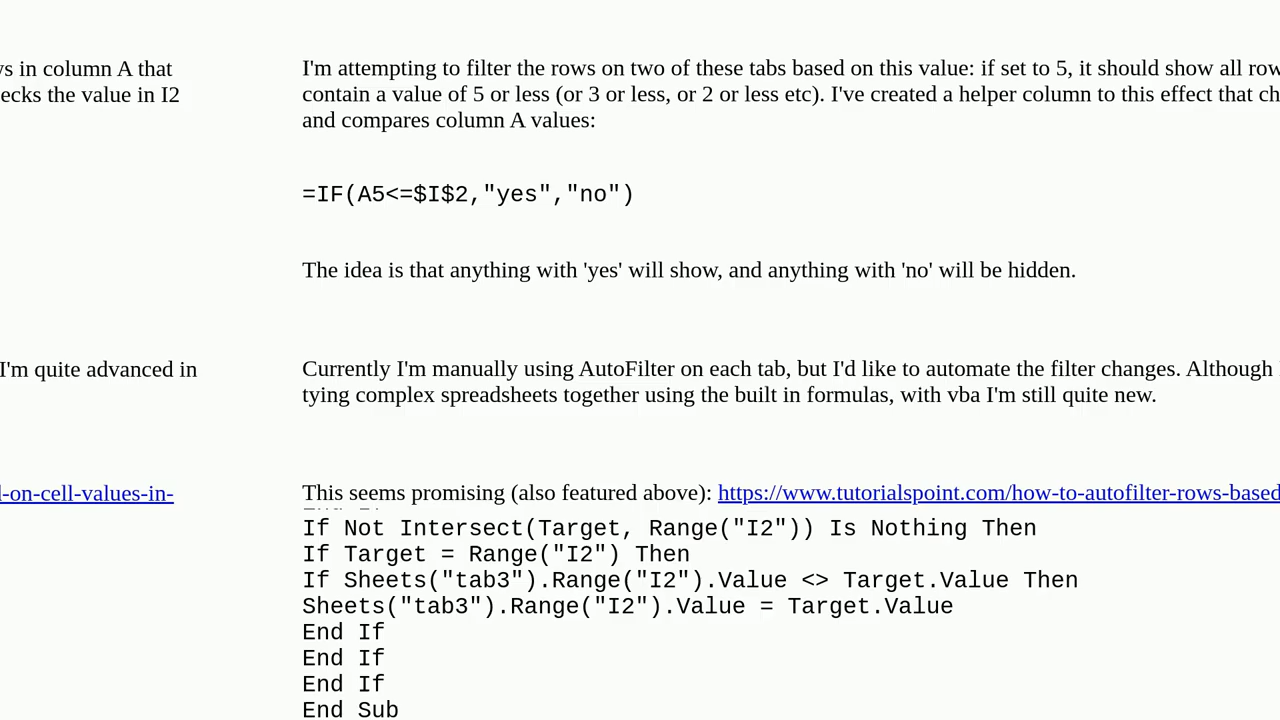 ys in column A that
ecks the value in I2
I'm quite advanced in
l-on-cell-values-in-
I'm attempting to filter the rows on two of these tabs based on this value: if set to 5, it should show all row
contain a value of 5 or less (or 3 or less, or 2 or less etc). I've created a helper column to this effect that ch
and compares column A values:
=IF(A5<=$I$2,"yes","no")
The idea is that anything with 'yes' will show, and anything with 'no' will be hidden.
Currently I'm manually using AutoFilter on each tab, but I'd like to automate the filter changes. Although
tying complex spreadsheets together using the built in formulas, with vba I'm still quite new.
This seems promising (also featured above): https://www.tutorialspoint.com/how-to-autofilter-rows-based
If Not Intersect(Target, Range("I2")) Is Nothing Then
If Target = Range("I2") Then
If Sheets("tab3").Range("I2").Value <> Target.Value Then
Sheets("tab3").Range("I2").Value = Target.Value
End If
End If
End If
End Sub